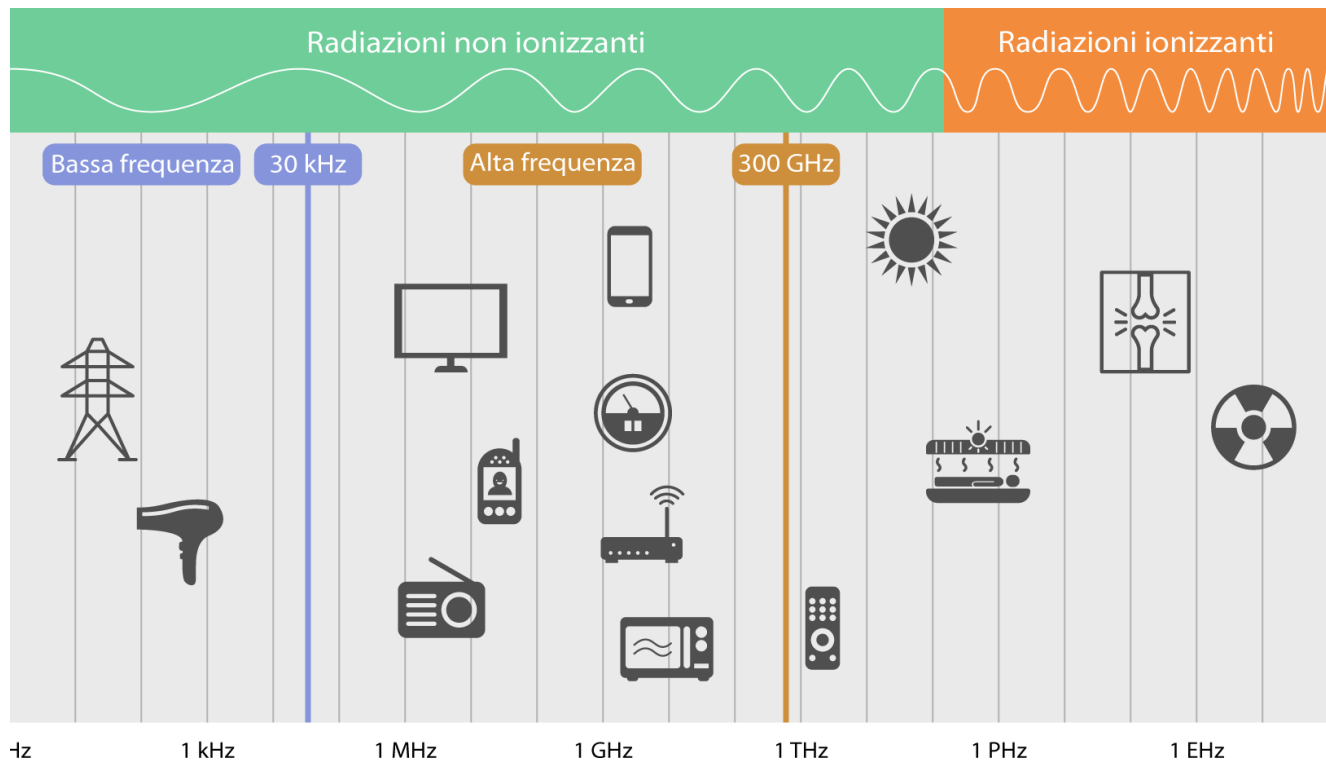 Radiazioni non ionizzanti
Radiazioni ionizzanti
Bassa frequenza
30 kHz
Alta frequenza
300 GHz
Hz
1 kHz
1 MHz
1 GHz
1 THz
1 PHz
1 EHz